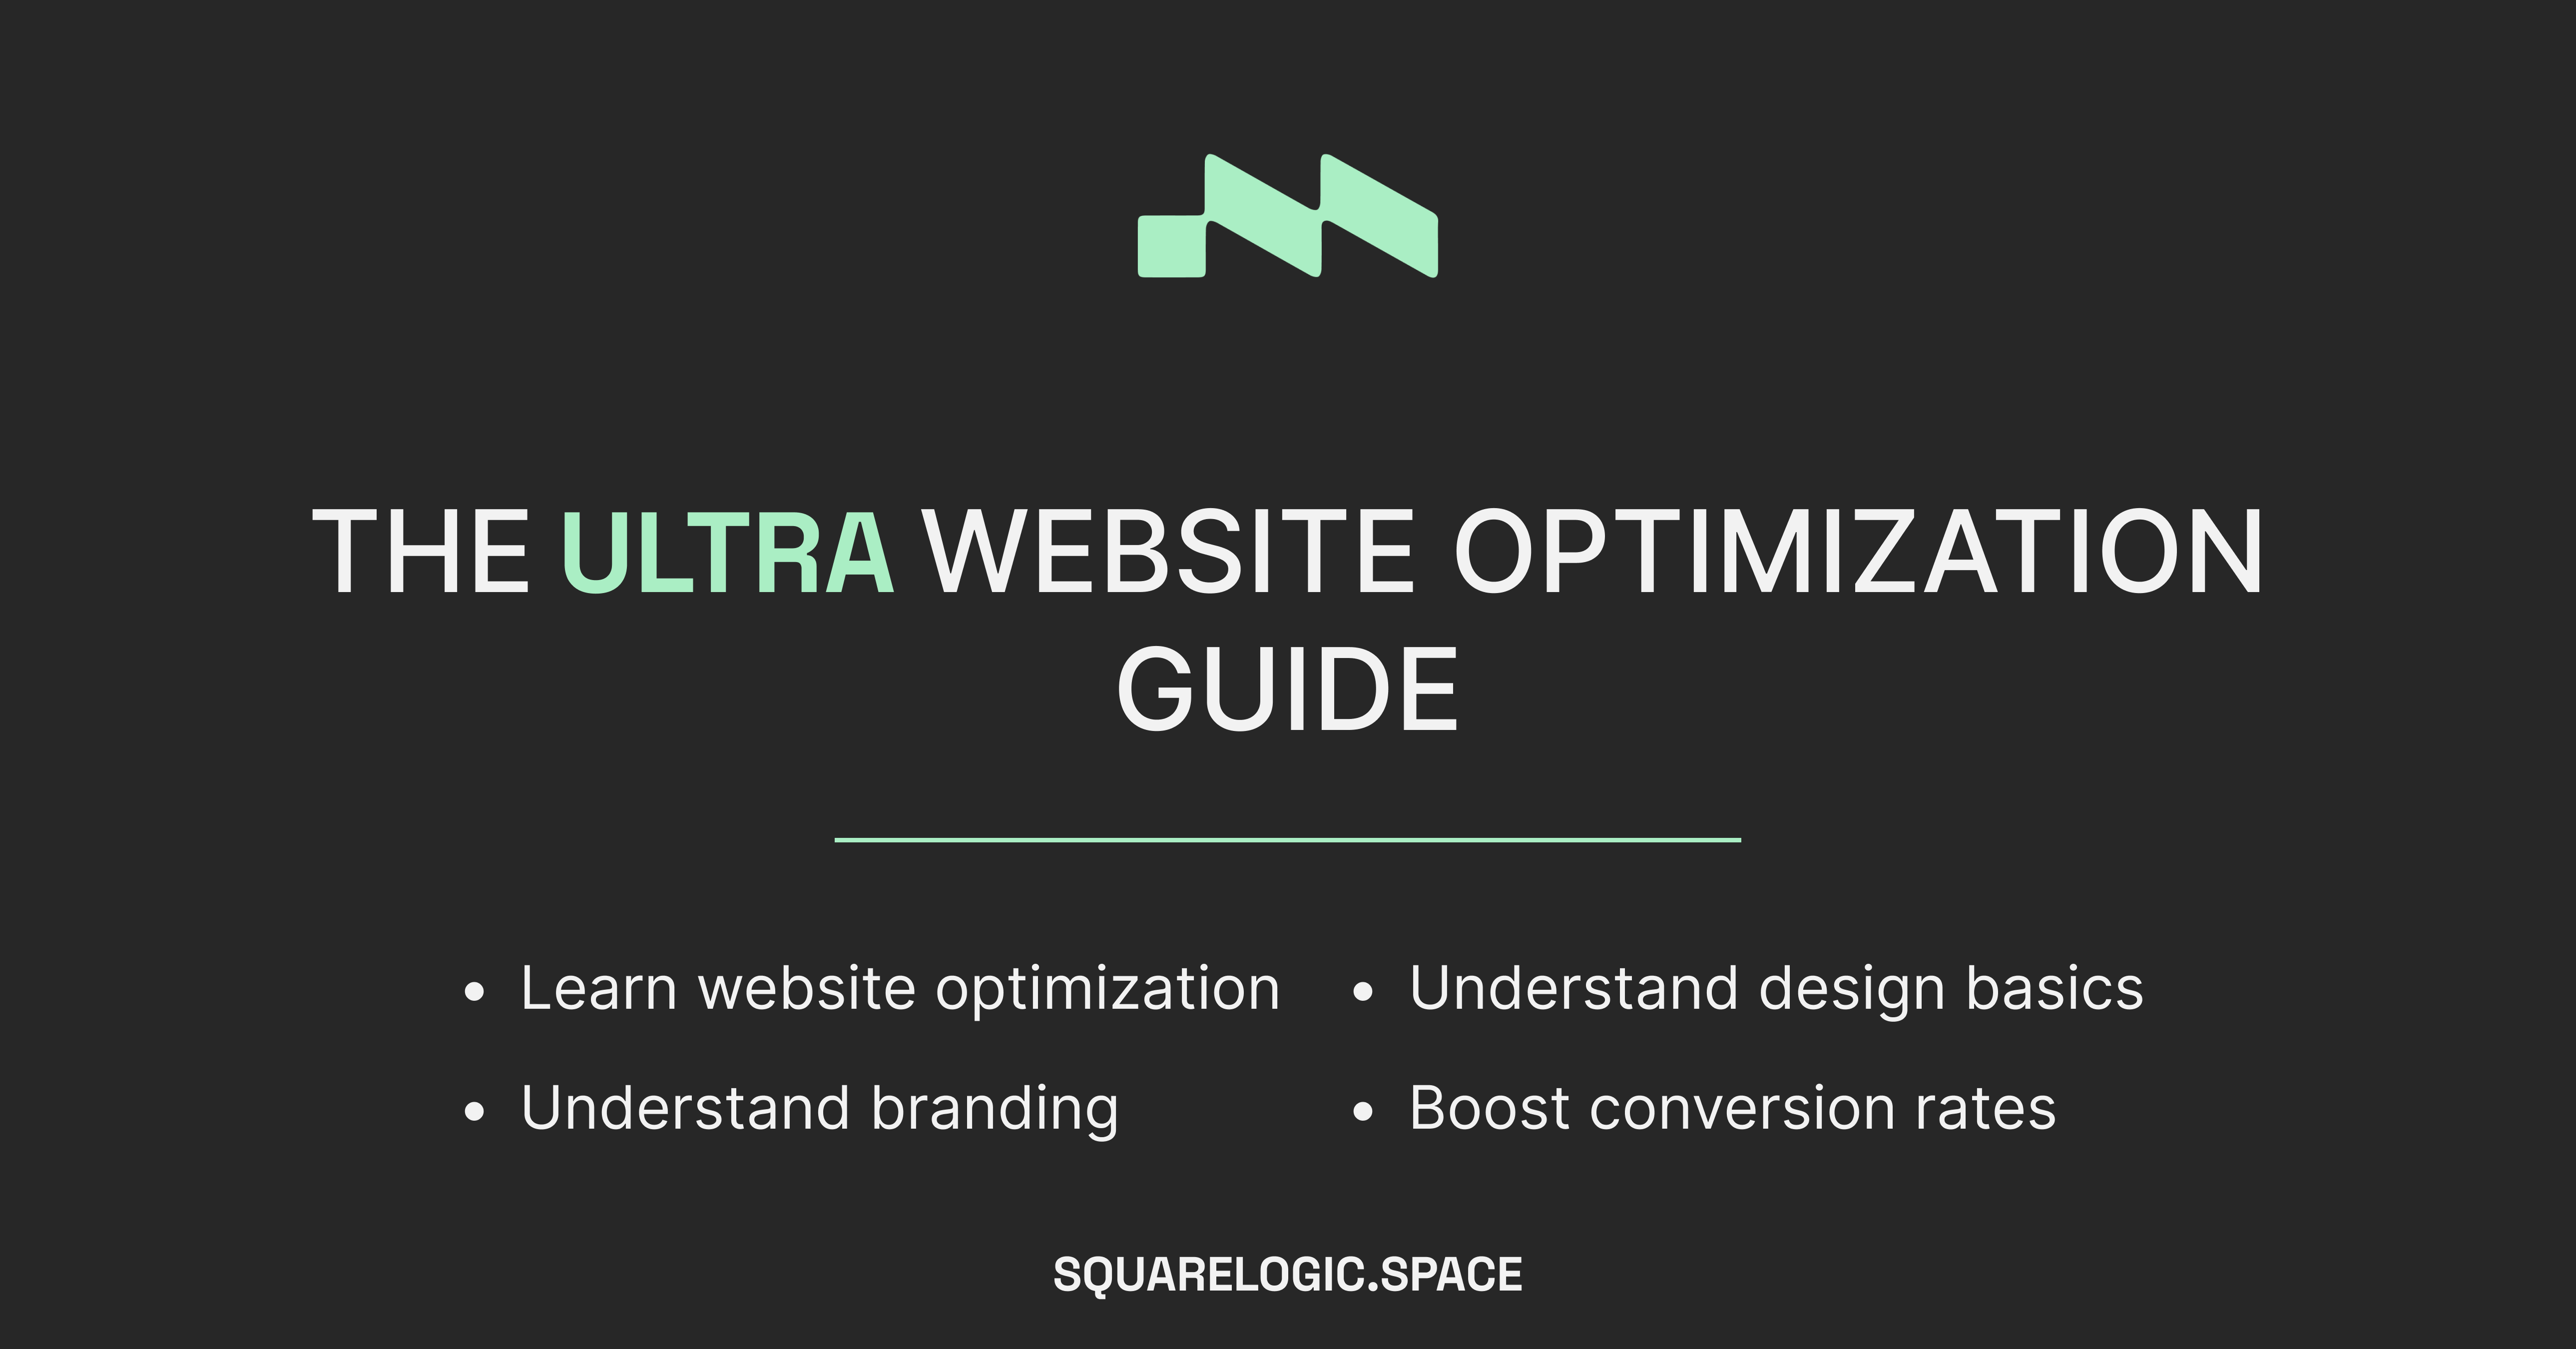 THE ULTRA WEBSITE OPTIMIZATION
GUIDE
• Learn website optimization
• Understand branding
• Understand design basics
• Boost conversion rates
SQUARELOGIC.SPACE